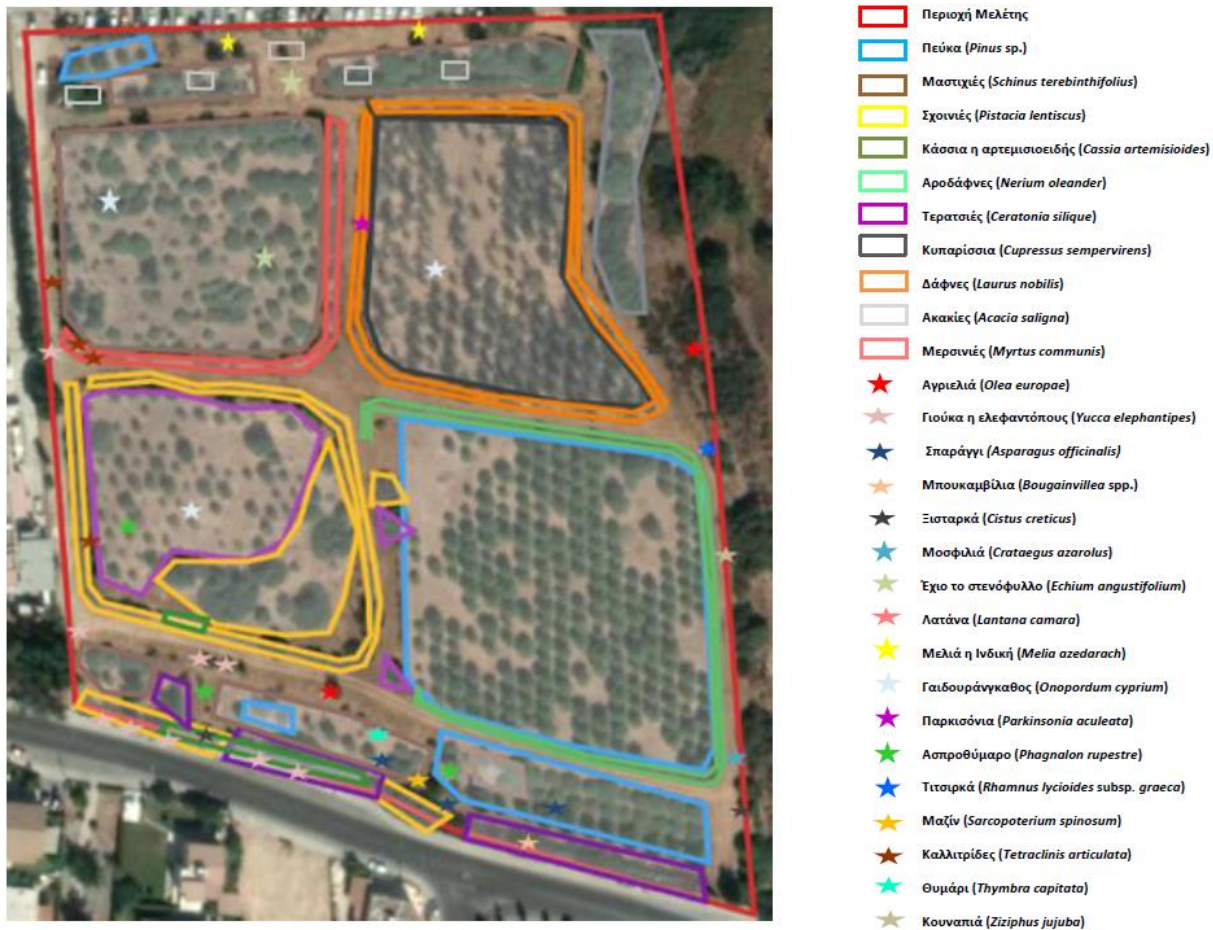 Περιοχή Μελέτης
Πεύκα (Pinus sp.)
Μαστιχιές (Schinus terebinthifolius)
Σχοινιές (Pistacia lentiscus)
Κάσσια η αρτεμισιοειδής (Cassia artemisioides)
Αροδάφνες (Nerium oleander)
Τερατσιές (Ceratonia silique)
Κυπαρίσσια (Cupressus sempervirens)
Δάφνες (Laurus nobilis)
Ακακίες (Acacia saligna)
Μερσινιές (Myrtus communis)
Αγριελιά (Olea europae)
Γιούκα η ελεφαντόπους (Yucca elephantipes)
Σπαράγγι (Asparagus officinalis)
Μπουκαμβίλια (Bougainvillea spp.)
Ξισταρκά (Cistus creticus)
Μοσφιλιά (Crataegus azarolus)
Έχιο το στενόφυλλο (Echium angustifolium)
Λατάνα (Lantana camara)
Μελιά η Ινδική (Melia azedarach)
Γαιδουράνγκαθος (Onopordum cyprium)
Παρκισόνια (Parkinsonia aculeata)
Ασπροθύμαρο (Phagnalon rupestre)
Τιτσιρκά (Rhamnus lycioides subsp. graeca)
Μαζίν (Sarcopoterium spinosum)
Καλλιτρίδες (Tetraclinis articulata)
Θυμάρι (Thymbra capitata)
Κουναπιά (Ziziphus jujuba)